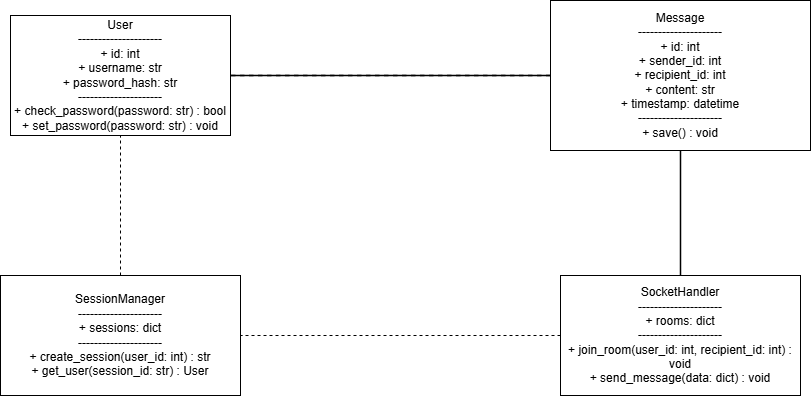 User
---------------------
+ id: int
+ username: str
+ password_hash: str
---------------------
+ check_password(password: str) : bool
+ set_password(password: str) : void
Message
---------------------
+ id: int
+ sender_id: int
+ recipient_id: int
+ content: str
+ timestamp: datetime
---------------------
+ save() : void
SessionManager
---------------------
+ sessions: dict
---------------------
+ create_session(user_id: int) : str
+ get_user(session_id: str) : User
SocketHandler
---------------------
+ rooms: dict
---------------------
+ join_room(user_id: int, recipient_id: int) :
void
+ send_message(data: dict) : void